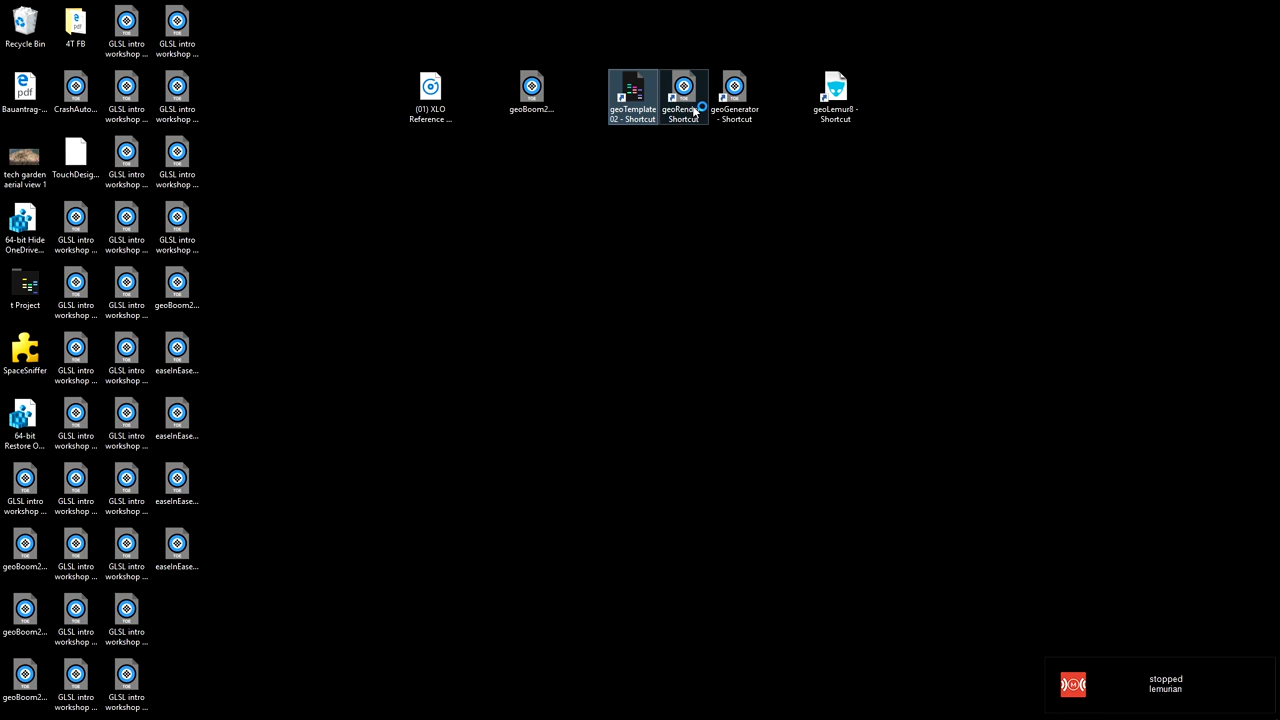 Recycle Bin
4T FB
GLSL intro
workshop ...
GLSL intro
workshop ...
Bauantrag-...
CrashAuto...
GLSL intro
workshop ...
GLSL intro
workshop ...
(01) XLO
Reference ...
geoBoom2...
geoTemplate
02 - Shortcut
Shortcut
geoGenerator
- Shortcut
geoLemur8 -
Shortcut
tech garden
aerial view 1
TouchDesig...
GLSL intro
workshop ...
GLSL intro
workshop ...
64-bit Hide
OneDrive...
GLSL intro
workshop ...
GLSL intro
workshop ...
GLSL intro
workshop ...
t Project
GLSL intro
workshop ...
GLSL intro
workshop ...
geoBoom2...
SpaceSniffer
GLSL intro
workshop ...
GLSL intro
workshop ...
easeInEase...
64-bit
Restore O...
GLSL intro
workshop ...
GLSL intro
workshop ...
easeInEase...
GLSL intro
workshop ...
GLSL intro
workshop ...
GLSL intro
workshop ...
easeInEase...
geoBoom2...
GLSL intro
workshop ...
GLSL intro
workshop ...
easeInEase...
geoBoom2...
GLSL intro
workshop ...
GLSL intro
workshop ...
geoBoom2...
GLSL intro
workshop ...
GLSL intro
workshop ...
stopped
lemurian